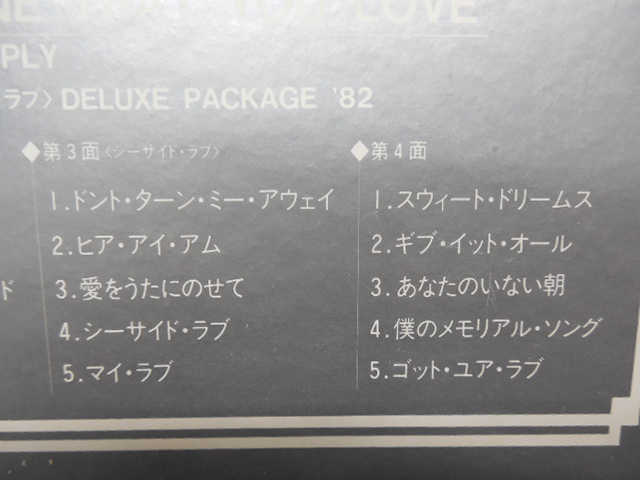 NE THAT YOU LOVE
PLY
ラブ〉DELUXE PACKAGE '82
◆第3面〈シーサイド・ラブ〉
1.ドント・ターン・ミー・アウェイ
2.ヒア・アイ・アム
3.愛をうたにのせて
4.シーサイド・ラブ
5.マイ・ラブ
◆第4面
1.スウィート・ドリームス
2.ギブ・イット・オール
3.あなたのいない朝
4.僕のメモリアル・ソング
5.ゴット・ユア・ラブ
ド